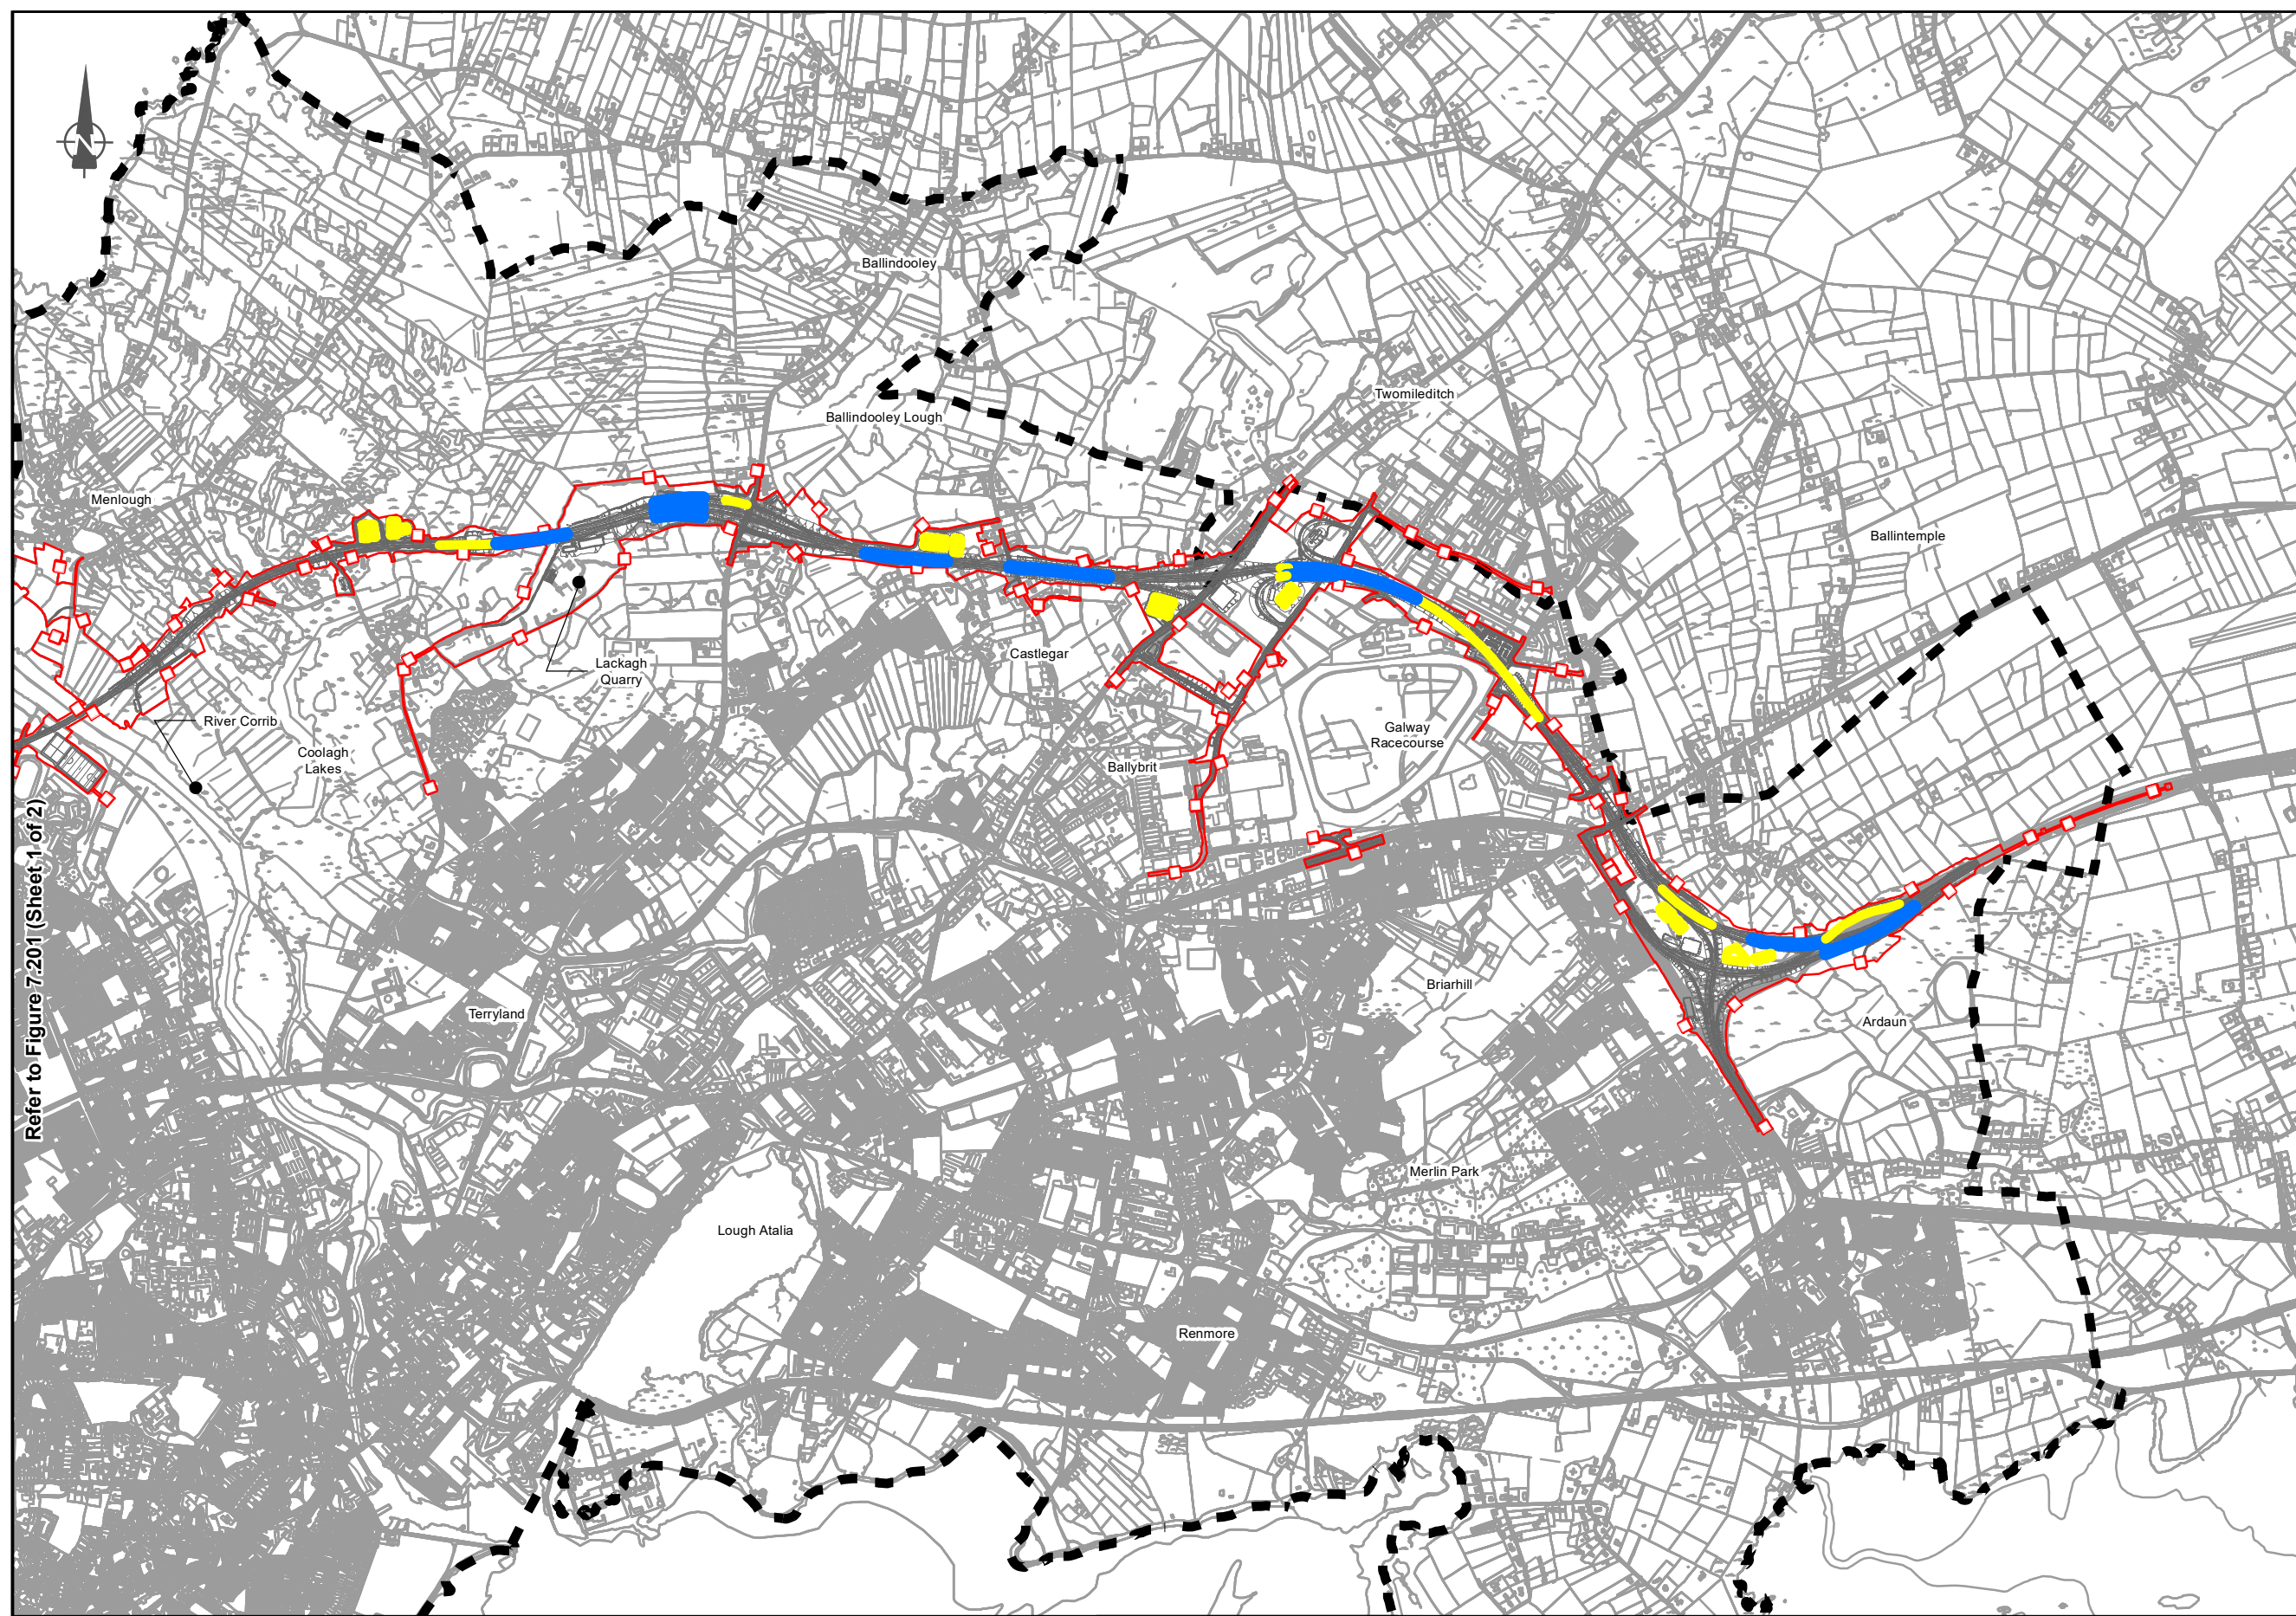 N
Ballindooley
Twomileditch
Ballindooley Lough
Menlough
Ballintemple
Castlegar
Lackagh
Quarry
River Corrib
Galway
Racecourse
Coolagh
Lakes
Ballybrit
Refer to Figure 7.201 (Sheet 1 of 2)
Briarhill
Terryland
Ardaun
Merlin Park
Lough Atalia
Renmore